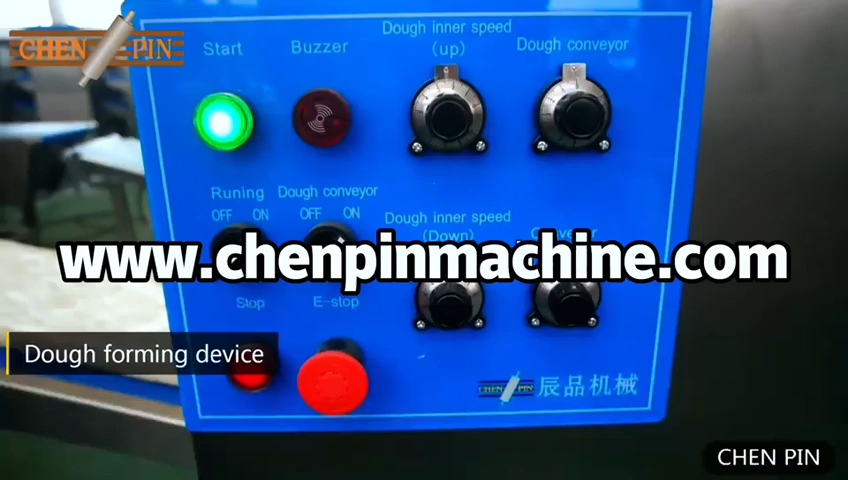 CHEN PIN
Start
Buzzer
Dough inner speed
(up)
Dough conveyor
Runing
OFF ON
Dough conveyor
OFF ON
Dough inner speed
(Down)
www.chenpinmachine.com
Stop
E-stop
Dough forming device
CHEN PIN
辰品机械
CHEN PIN